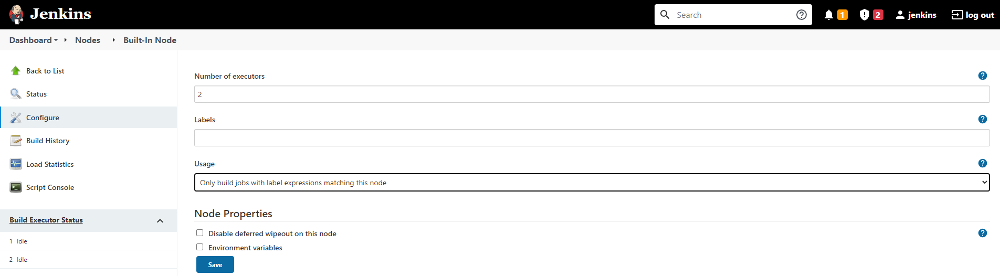 Jenkins
Search
1
2
jenkins
log out
Dashboard
Nodes
Built-In Node
Back to List
Status
Configure
Build History
Load Statistics
Script Console
Build Executor Status
1 Idle
2 Idle
Number of executors
2
Labels
Usage
Only build jobs with label expressions matching this node
Node Properties
Disable deferred wipeout on this node
Environment variables
Save